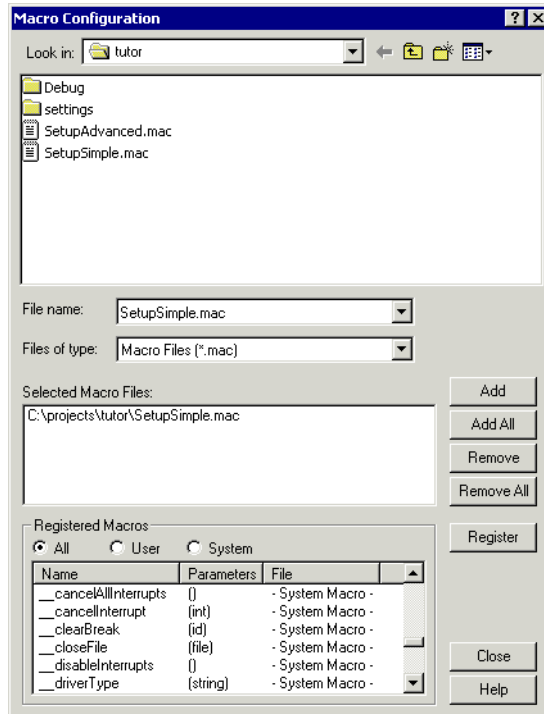 Macro Configuration
Look in: tutor
Debug
settings
SetupAdvanced.mac
SetupSimple.mac
File name: SetupSimple.mac
Files of type: Macro Files (*.mac)
Selected Macro Files:
C:\projects\tutor\SetupSimple.mac
Add
Add All
Remove
Remove All
Registered Macros
All User System
Register
Name Parameters File
__cancelAllInterrupts () - System Macro -
__cancelInterrupt (int) - System Macro -
__clearBreak (id) - System Macro -
__closeFile (file) - System Macro -
__disableInterrupts () - System Macro -
__driverType (string) - System Macro -
Close
Help